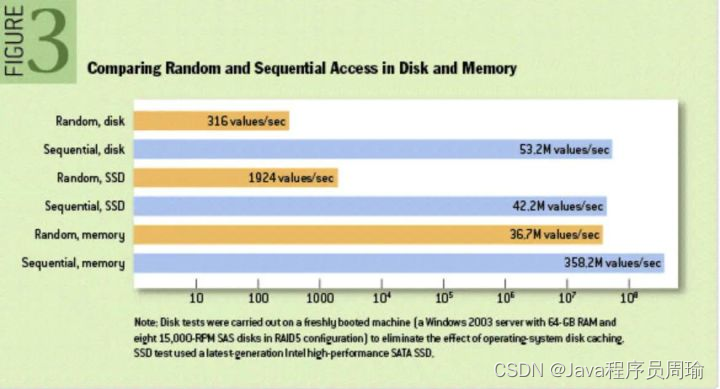 FIGURE 3
Comparing Random and Sequential Access in Disk and Memory
Random, disk 316 values/sec
Sequential, disk 53.2M values/sec
Random, SSD 1924 values/sec
Sequential, SSD 42.2M values/sec
Random, memory 36.7M values/sec
Sequential, memory 358.2M values/sec
10 100 1000 10⁴ 10⁵ 10⁶ 10⁷ 10⁸
Note: Disk tests were carried out on a freshly booted machine (a Windows 2003 server with 64-GB RAM and
eight 15,000-RPM SAS disks in RAID5 configuration) to eliminate the effect of operating-system disk caching.
SSD test used a latest-generation Intel high-performance SATA SSD.
CSDN @Java程序员周瑜